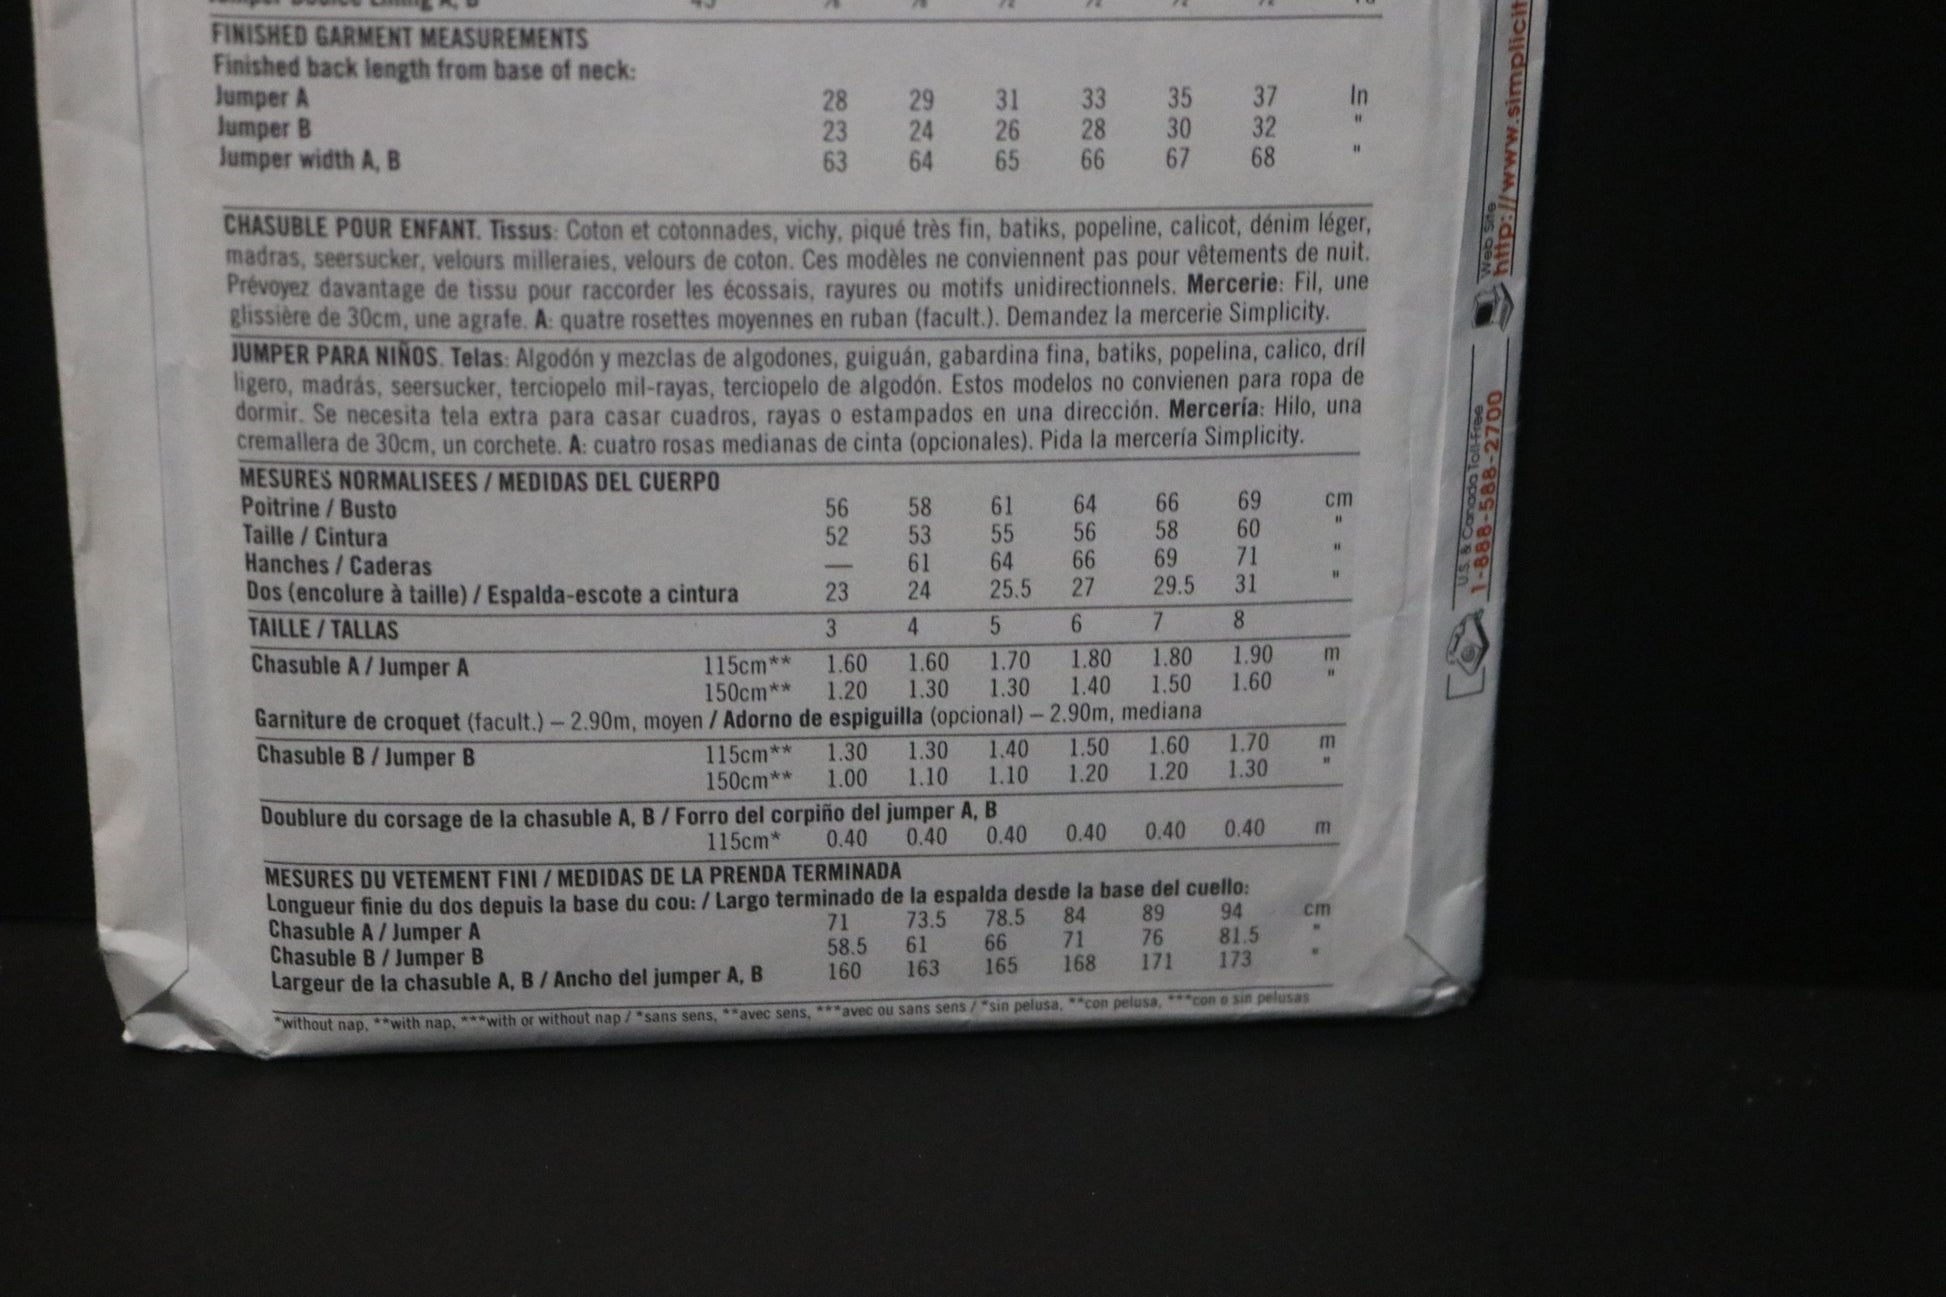 FINISHED GARMENT MEASUREMENTS
Finished back length from base of neck:
Jumper A 28 29 31 33 35 37 In
Jumper B 23 24 26 28 30 32 "
Jumper width A, B 63 64 65 66 67 68 "
CHASUBLE POUR ENFANT. Tissus: Coton et cotonnades, vichy, piqué très fin, batiks, popeline, calicot, dénim léger,
madras, seersucker, velours milleraies, velours de coton. Ces modèles ne conviennent pas pour vêtements de nuit.
Prévoyez davantage de tissu pour raccorder les écossais, rayures ou motifs unidirectionnels. Mercerie: Fil, une
glissière de 30cm, une agrafe. A: quatre rosettes moyennes en ruban (facult.). Demandez la mercerie Simplicity.
JUMPER PARA NIÑOS. Telas: Algodón y mezclas de algodones, guiguán, gabardina fina, batiks, popelina, calico, dríl
ligero, madrás, seersucker, terciopelo mil-rayas, terciopelo de algodón. Estos modelos no convienen para ropa de
dormir. Se necesita tela extra para casar cuadros, rayas o estampados en una dirección. Mercería: Hilo, una
cremallera de 30cm, un corchete. A: cuatro rosas medianas de cinta (opcionales). Pida la mercería Simplicity.
MESURES NORMALISEES / MEDIDAS DEL CUERPO
Poitrine / Busto 56 58 61 64 66 69 cm
Taille / Cintura 52 53 55 56 58 60 "
Hanches / Caderas — 61 64 66 69 71 "
Dos (encolure à taille) / Espalda-escote a cintura 23 24 25.5 27 29.5 31 "
TAILLE / TALLAS 3 4 5 6 7 8
Chasuble A / Jumper A 115cm** 1.60 1.60 1.70 1.80 1.80 1.90 m
150cm** 1.20 1.30 1.30 1.40 1.50 1.60 "
Garniture de croquet (facult.) – 2.90m, moyen / Adorno de espiguilla (opcional) – 2.90m, mediana
Chasuble B / Jumper B 115cm** 1.30 1.30 1.40 1.50 1.60 1.70 m
150cm** 1.00 1.10 1.10 1.20 1.20 1.30 "
Doublure du corsage de la chasuble A, B / Forro del corpiño del jumper A, B
115cm* 0.40 0.40 0.40 0.40 0.40 0.40 m
MESURES DU VETEMENT FINI / MEDIDAS DE LA PRENDA TERMINADA
Longueur finie du dos depuis la base du cou: / Largo terminado de la espalda desde la base del cuello:
Chasuble A / Jumper A 71 73.5 78.5 84 89 94 cm
Chasuble B / Jumper B 58.5 61 66 71 76 81.5 "
Largeur de la chasuble A, B / Ancho del jumper A, B 160 163 165 168 171 173 "
*without nap, **with nap, ***with or without nap / *sans sens, **avec sens, ***avec ou sans sens / *sin pelusa, **con pelusa, ***con o sin pelusas
Web Site
http://www.simplicit
U.S. & Canada Toll-Free
1-888-588-2700